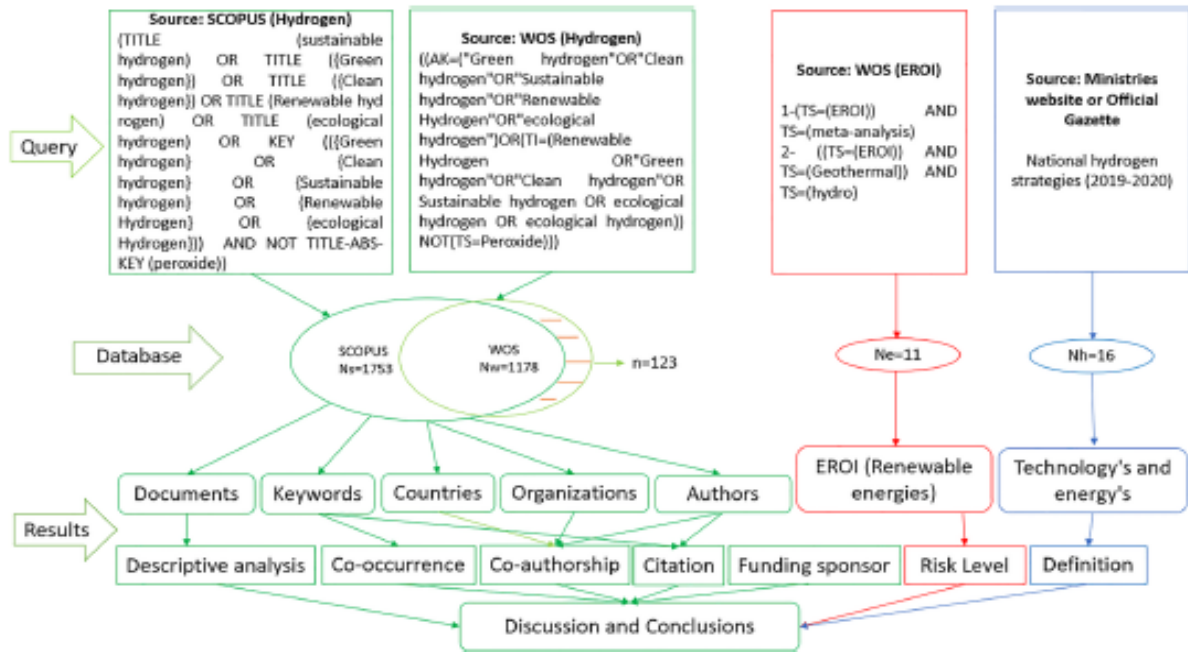 Source: SCOPUS (Hydrogen)
(TITLE (sustainable
hydrogen) OR TITLE ({Green
hydrogen}) OR TITLE ({Clean
hydrogen}) OR TITLE (Renewable hyd
rogen) OR TITLE (ecological
hydrogen) OR KEY (({Green
hydrogen} OR {Clean
hydrogen} OR {Sustainable
hydrogen} OR {Renewable
Hydrogen} OR {ecological
Hydrogen})) AND NOT TITLE-ABS-
KEY (peroxide))
Source: WOS (Hydrogen)
((AK=("Green hydrogen"OR"Clean
hydrogen"OR"Sustainable
hydrogen"OR"Renewable
Hydrogen"OR"ecological
hydrogen")OR(TI=(Renewable
Hydrogen OR"Green
hydrogen"OR"Clean hydrogen"OR
Sustainable hydrogen OR ecological
hydrogen OR ecological hydrogen))
NOT(TS=Peroxide)))
Source: WOS (EROI)
1-(TS=(EROI)) AND
TS=(meta-analysis)
2- ((TS=(EROI)) AND
TS=(Geothermal)) AND
TS=(hydro)
Source: Ministries
website or Official
Gazette
National hydrogen
strategies (2019-2020)
Query
Database
SCOPUS
Ns=1753
WOS
Nw=1178
n=123
Ne=11
Nh=16
Results
Documents
Keywords
Countries
Organizations
Authors
EROI (Renewable
energies)
Technology's and
energy's
Descriptive analysis
Co-occurrence
Co-authorship
Citation
Funding sponsor
Risk Level
Definition
Discussion and Conclusions